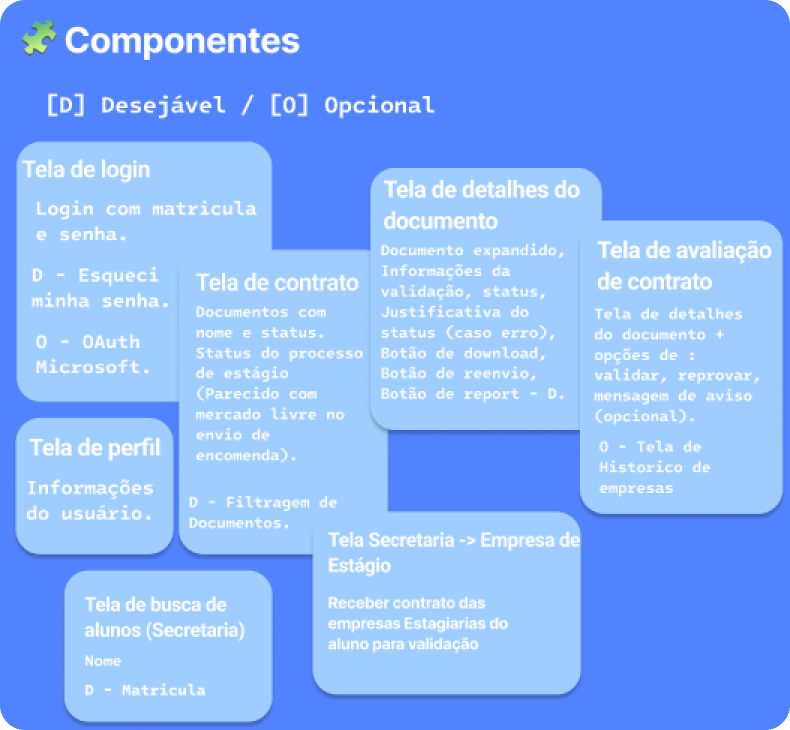 Componentes
[D] Desejável / [O] Opcional
Tela de login
Login com matricula
e senha.
D - Esqueci
minha senha.
O - OAuth
Microsoft.
Tela de contrato
Documentos com
nome e status.
Status do processo
de estágio
(Parecido com
mercado livre no
envio de
encomenda).
D - Filtragem de
Documentos.
Tela de detalhes do
documento
Documento expandido,
Informações da
validação, status,
Justificativa do
status (caso erro),
Botão de download,
Botão de reenvio,
Botão de report - D.
Tela de avaliação
de contrato
Tela de detalhes
do documento +
opções de :
validar, reprovar,
mensagem de aviso
(opcional).
O - Tela de
Historico de
empresas
Tela de perfil
Informações
do usuário.
Tela Secretaria -> Empresa de
Estágio
Receber contrato das
empresas Estagiarias do
aluno para validação
Tela de busca de
alunos (Secretaria)
Nome
D - Matricula